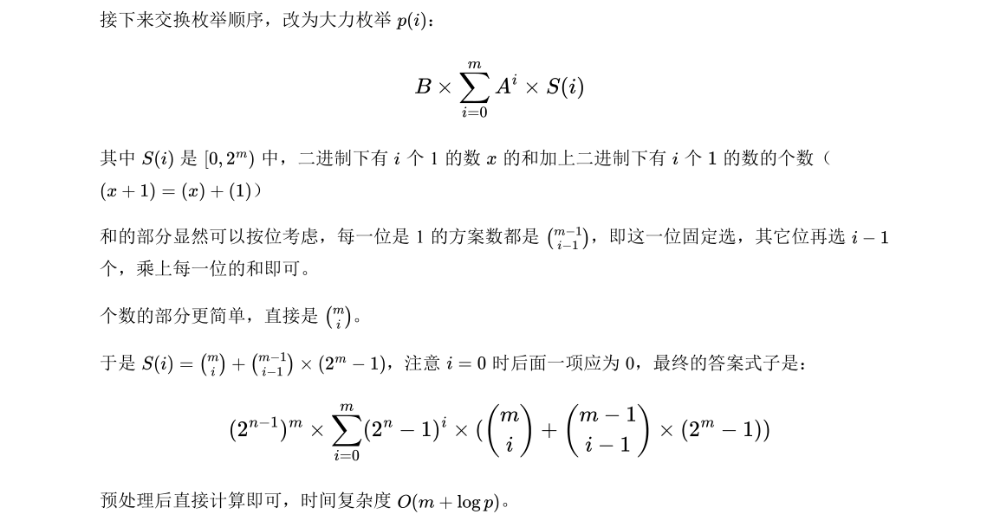 接下来交换枚举顺序，改为大力枚举 $p(i)$：
$$B \times \sum_{i=0}^{m} A^i \times S(i)$$
其中 $S(i)$ 是 $[0, 2^m)$ 中，二进制下有 $i$ 个 1 的数 $x$ 的和加上二进制下有 $i$ 个 1 的数的个数（
$(x + 1) = (x) + (1)$）
和的部分显然可以按位考虑，每一位是 1 的方案数都是 $\binom{m-1}{i-1}$，即这一位固定选，其它位再选 $i - 1$
个，乘上每一位的和即可。
个数的部分更简单，直接是 $\binom{m}{i}$。
于是 $S(i) = \binom{m}{i} + \binom{m-1}{i-1} \times (2^m - 1)$，注意 $i = 0$ 时后面一项应为 0，最终的答案式子是：
$$(2^{n-1})^m \times \sum_{i=0}^{m} (2^n - 1)^i \times (\binom{m}{i} + \binom{m-1}{i-1} \times (2^m - 1))$$
预处理后直接计算即可，时间复杂度 $O(m + \log p)$。